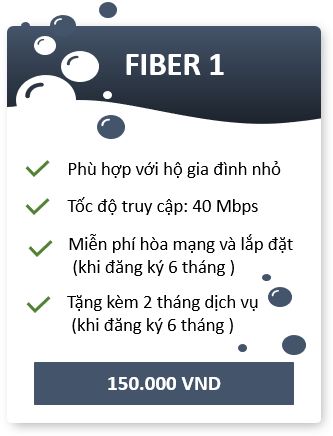 FIBER 1
Phù hợp với hộ gia đình nhỏ
Tốc độ truy cập: 40 Mbps
Miễn phí hòa mạng và lắp đặt
(khi đăng ký 6 tháng )
Tặng kèm 2 tháng dịch vụ
(khi đăng ký 6 tháng )
150.000 VND